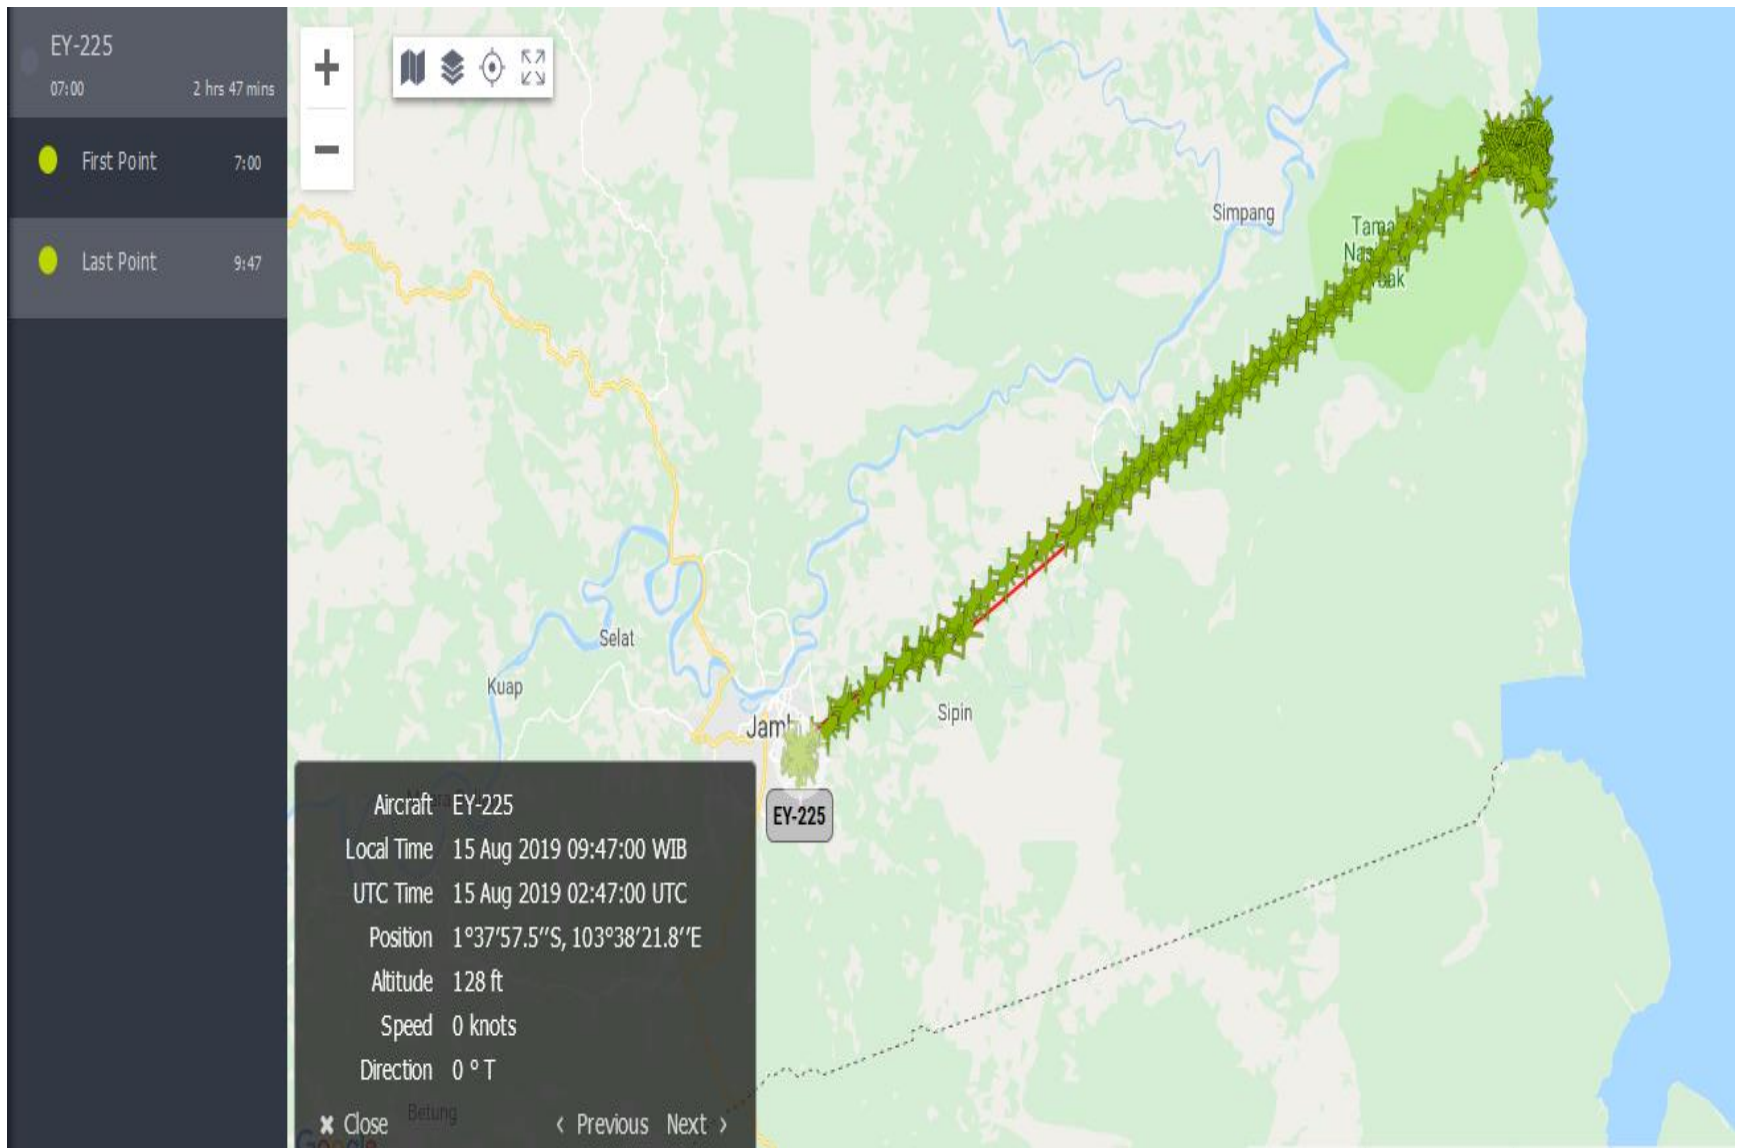 EY-225
07:00 2 hrs 47 mins
First Point 7:00
Last Point 9:47
Simpang
Selat
Kuap
Sipin
EY-225
Aircraft EY-225
Local Time 15 Aug 2019 09:47:00 WIB
UTC Time 15 Aug 2019 02:47:00 UTC
Position 1°37'57.5''S, 103°38'21.8''E
Altitude 128 ft
Speed 0 knots
Direction 0 ° T
Betung
✖ Close ‹ Previous Next ›
Google